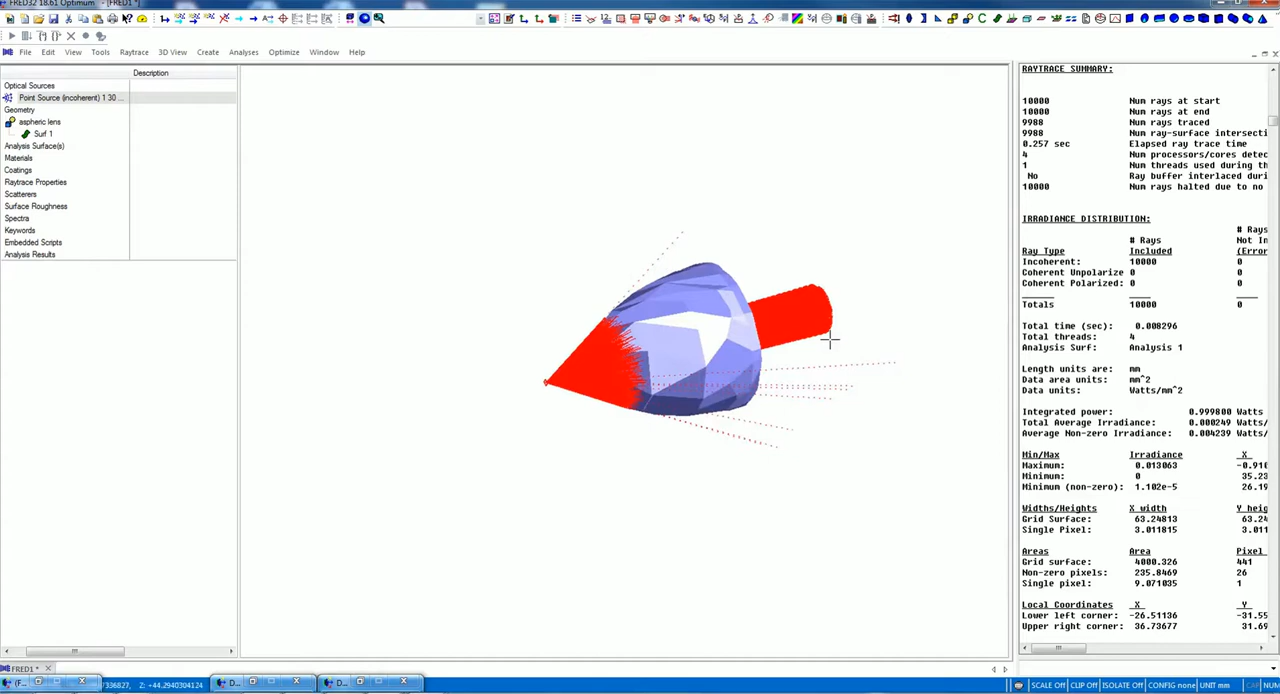 FRED32 18.61 Optimum - [FRED1 *]
File Edit View Tools Raytrace 3D View Create Analyses Optimize Window Help
Description
Optical Sources
Point Source (incoherent) 1 30 ...
Geometry
aspheric lens
Surf 1
Analysis Surface(s)
Materials
Coatings
Raytrace Properties
Scatterers
Surface Roughness
Spectra
Keywords
Embedded Scripts
Analysis Results
RAYTRACE SUMMARY:
10000 Num rays at start
10000 Num rays at end
9988 Num rays traced
9988 Num ray-surface intersecti
0.257 sec Elapsed ray trace time
4 Num processors/cores detec
1 Num threads used during th
No Ray buffer interlaced duri
10000 Num rays halted due to no
IRRADIANCE DISTRIBUTION:
# Rays
# Rays Not In
Ray Type Included (Error
Incoherent: 10000 0
Coherent Unpolarize 0 0
Coherent Polarized: 0 0
Totals 10000 0
Total time (sec): 0.008296
Total threads: 4
Analysis Surf: Analysis 1
Length units are: mm
Data area units: mm^2
Data units: Watts/mm^2
Integrated power: 0.999800 Watts
Total Average Irradiance: 0.000249 Watts/
Average Non-zero Irradiance: 0.004239 Watts/
Min/Max Irradiance X
Maximum: 0.013063 -0.910
Minimum: 0 35.23
Minimum (non-zero): 1.102e-5 26.19
Widths/Heights X width Y heig
Grid Surface: 63.24813 63.24
Single Pixel: 3.011815 3.011
Areas Area Pixel
Grid surface: 4000.326 441
Non-zero pixels: 235.8469 26
Single pixel: 9.071035 1
Local Coordinates X Y
Lower left corner: -26.51136 -31.55
Upper right corner: 36.73677 31.69
FRED1 *
(F... 7336827, Z: +44.2940304124 D... D... SCALE Off CLIP Off ISOLATE Off CONFIG none UNIT mm CAP NUM